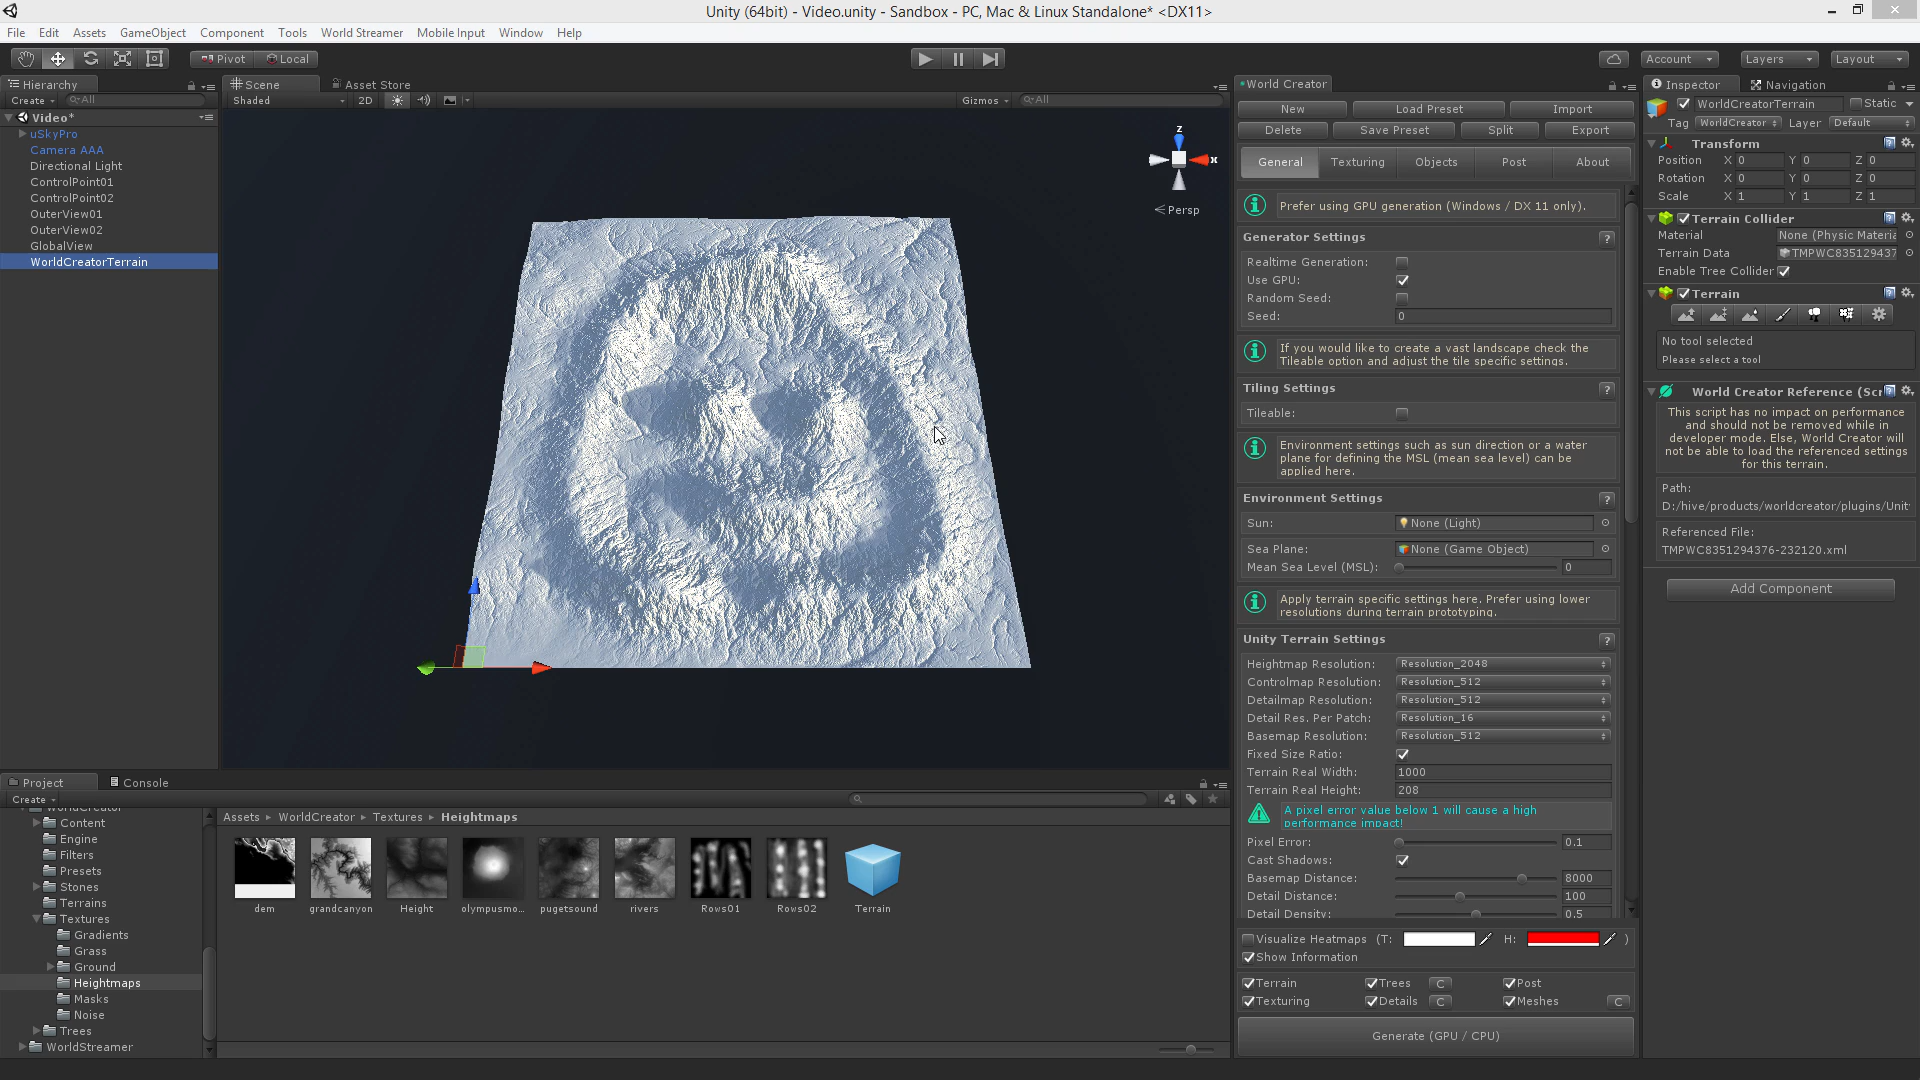 Unity (64bit) - Video.unity - Sandbox - PC, Mac & Linux Standalone* <DX11>
File Edit Assets GameObject Component Tools World Streamer Mobile Input Window Help
Pivot Local Account Layers Layout
Hierarchy
Create All
Video*
uSkyPro
Camera AAA
Directional Light
ControlPoint01
ControlPoint02
OuterView01
OuterView02
GlobalView
WorldCreatorTerrain
Scene Asset Store
Shaded 2D Gizmos All
z
x
Persp
World Creator
New Load Preset Import
Delete Save Preset Split Export
General Texturing Objects Post About
Prefer using GPU generation (Windows / DX 11 only).
Generator Settings ?
Realtime Generation:
Use GPU:
Random Seed:
Seed: 0
If you would like to create a vast landscape check the
Tileable option and adjust the tile specific settings.
Tiling Settings ?
Tileable:
Environment settings such as sun direction or a water
plane for defining the MSL (mean sea level) can be
applied here.
Environment Settings ?
Sun: None (Light)
Sea Plane: None (Game Object)
Mean Sea Level (MSL): 0
Apply terrain specific settings here. Prefer using lower
resolutions during terrain prototyping.
Unity Terrain Settings ?
Heightmap Resolution: Resolution_2048
Controlmap Resolution: Resolution_512
Detailmap Resolution: Resolution_512
Detail Res. Per Patch: Resolution_16
Basemap Resolution: Resolution_512
Fixed Size Ratio:
Terrain Real Width: 1000
Terrain Real Height: 208
A pixel error value below 1 will cause a high
performance impact!
Pixel Error: 0.1
Cast Shadows:
Basemap Distance: 8000
Detail Distance: 100
Detail Density: 0.5
Visualize Heatmaps (T: H: )
Show Information
Terrain Trees C Post
Texturing Details C Meshes C
Generate (GPU / CPU)
Inspector Navigation
WorldCreatorTerrain Static
Tag WorldCreator Layer Default
Transform
Position X 0 Y 0 Z 0
Rotation X 0 Y 0 Z 0
Scale X 1 Y 1 Z 1
Terrain Collider
Material None (Physic Materia
Terrain Data TMPWC835129437
Enable Tree Collider
Terrain
No tool selected
Please select a tool
World Creator Reference (Scr
This script has no impact on performance
and should not be removed while in
developer mode. Else, World Creator will
not be able to load the referenced settings
for this terrain.
Path:
D:/hive/products/worldcreator/plugins/Unit
Referenced File:
TMPWC8351294376-232120.xml
Add Component
Project Console
Create
WorldCreator
Content
Engine
Filters
Presets
Stones
Terrains
Textures
Gradients
Grass
Ground
Heightmaps
Masks
Noise
Trees
WorldStreamer
Assets WorldCreator Textures Heightmaps
dem grandcanyon Height olympusmo... pugetsound rivers Rows01 Rows02 Terrain